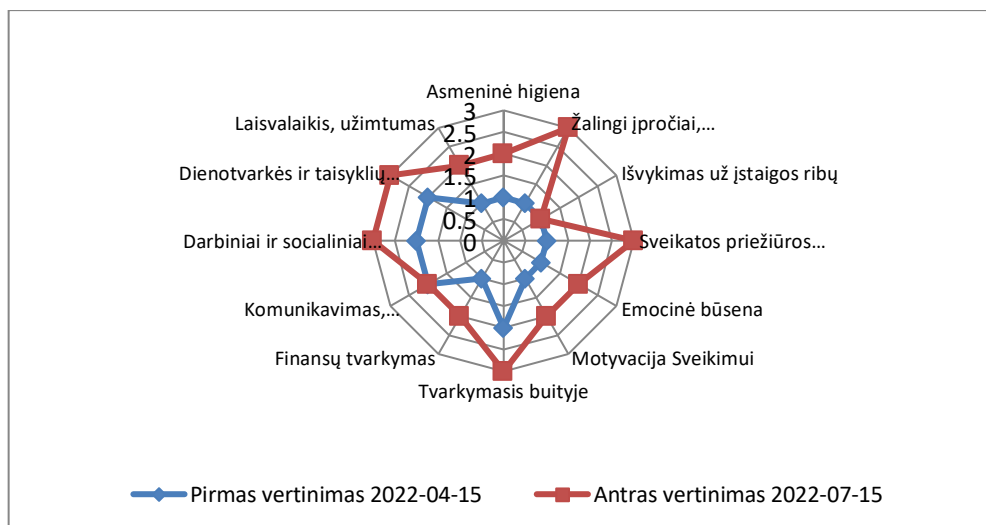 Asmeninė higiena
Žalingi įpročiai,...
Išvykimas už įstaigos ribų
Sveikatos priežiūros...
Emocinė būsena
Motyvacija Sveikimui
Tvarkymasis buityje
Finansų tvarkymas
Komunikavimas,...
Darbiniai ir socialiniai...
Dienotvarkės ir taisyklių...
Laisvalaikis, užimtumas
3
2.5
2
1.5
1
0.5
0
Pirmas vertinimas 2022-04-15
Antras vertinimas 2022-07-15